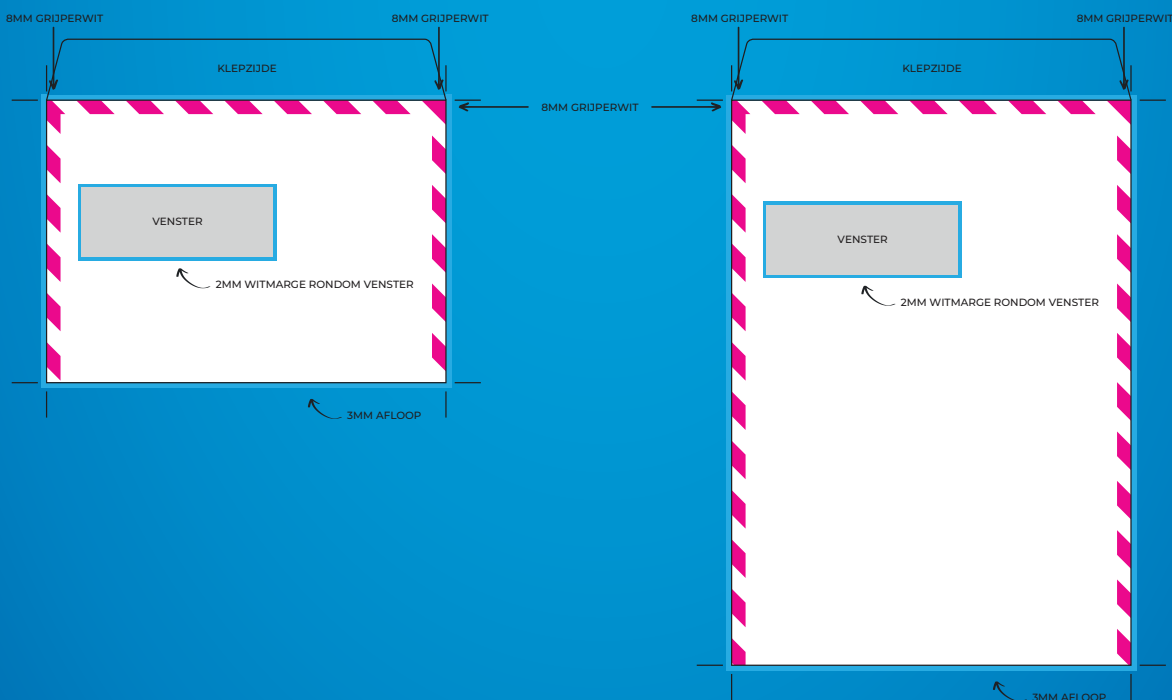 8MM GRIJPERWIT
8MM GRIJPERWIT
8MM GRIJPERWIT
8MM GRIJPERWIT
KLEPZIJDE
KLEPZIJDE
8MM GRIJPERWIT
VENSTER
VENSTER
2MM WITMARGE RONDOM VENSTER
2MM WITMARGE RONDOM VENSTER
3MM AFLOOP
3MM AFLOOP